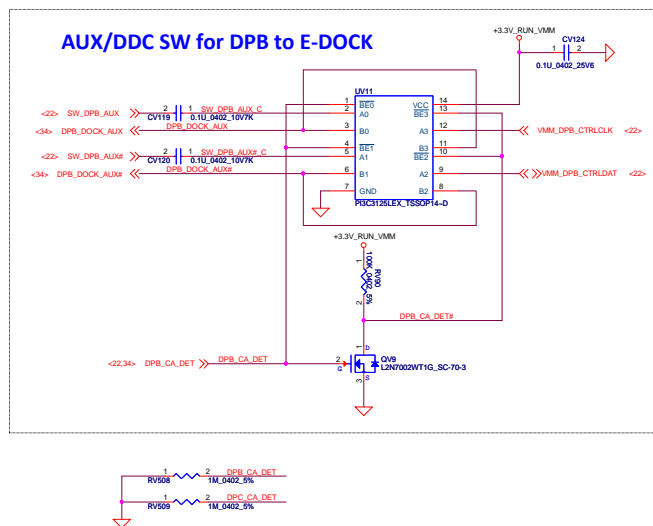 AUX/DDC SW for DPB to E-DOCK
+3.3V_RUN_VMM
CV124
1 2
0.1U_0402_25V6
UV11
<22> SW_DPB_AUX 2 1 SW_DPB_AUX_C
CV119 0.1U_0402_10V7K
<34> DPB_DOCK_AUX DPB_DOCK_AUX
<22> SW_DPB_AUX# 2 1 SW_DPB_AUX#_C
CV120 0.1U_0402_10V7K
<34> DPB_DOCK_AUX# DPB_DOCK_AUX#
1 BE0 VCC 14
2 A0 BE3 13
3 B0 A3 12
4 BE1 B3 11
5 A1 BE2 10
6 B1 A2 9
7 GND B2 8
PI3C3125LEX_TSSOP14~D
VMM_DPB_CTRLCLK <22>
VMM_DPB_CTRLDAT <22>
+3.3V_RUN_VMM
1
RV90
100K_0402_5%
2
DPB_CA_DET#
1
D
<22,34> DPB_CA_DET DPB_CA_DET 2
G
QV9
L2N7002WT1G_SC-70-3
S
3
1 2 DPB_CA_DET
RV508 1M_0402_5%
1 2 DPC_CA_DET
RV509 1M_0402_5%